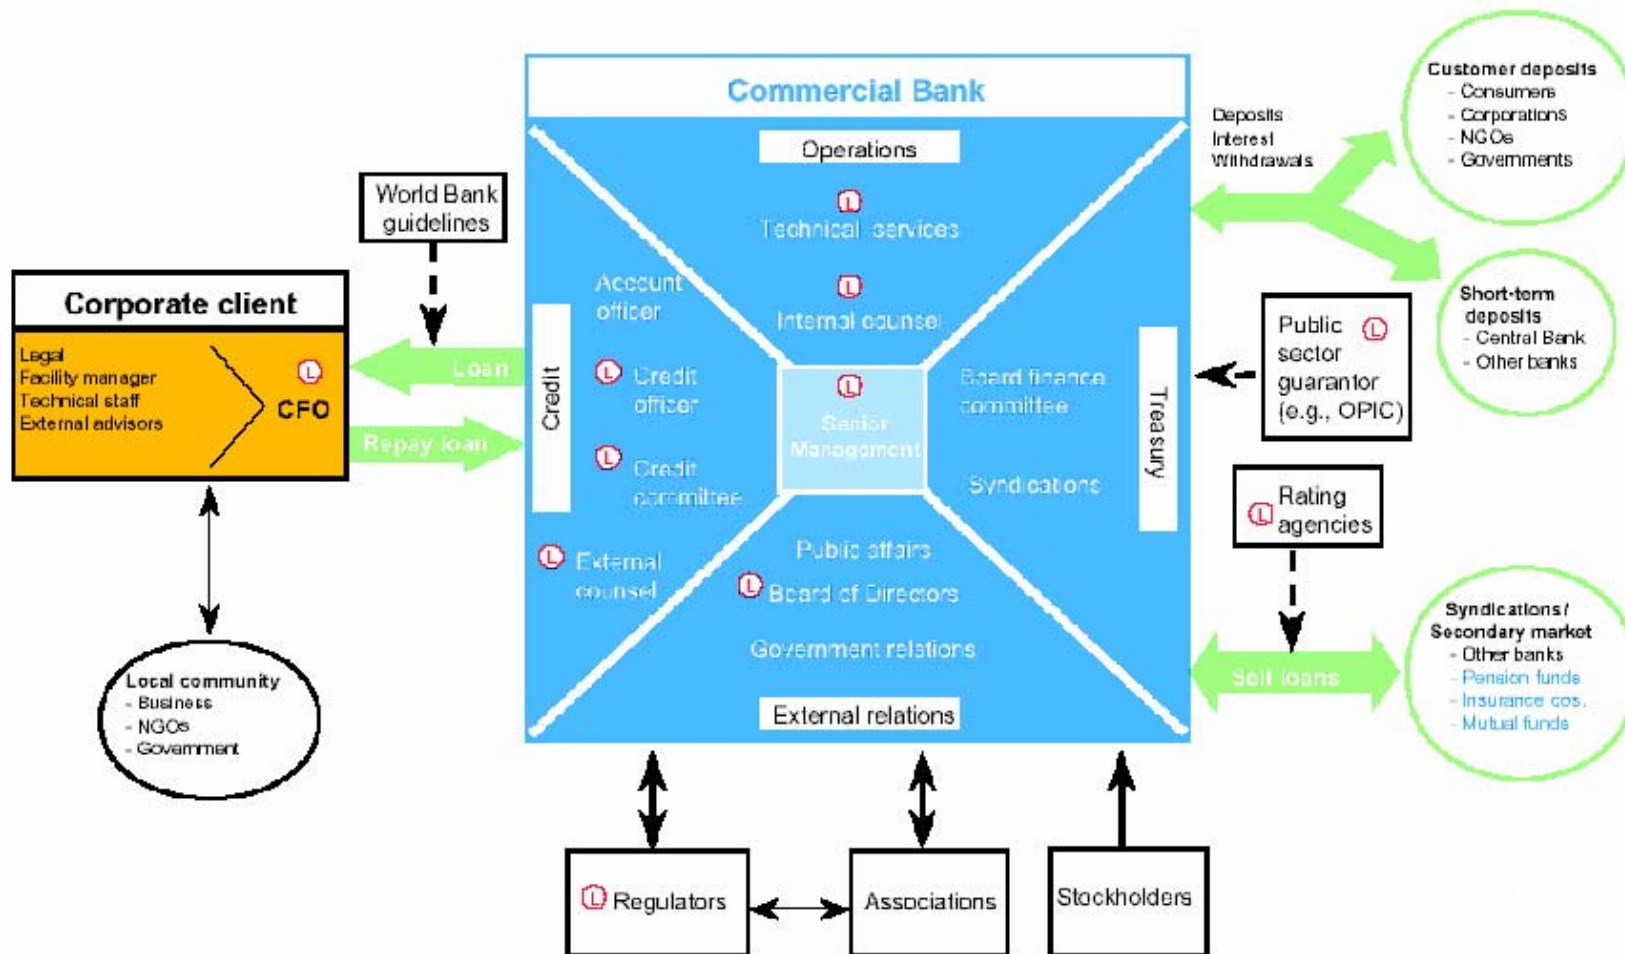 Commercial Bank
Operations
L
Technical services
L
Internal counsel
Account
officer
L
Credit
officer
L
Credit
committee
L
External
counsel
Credit
L
Senior
Management
Board finance
committee
Syndications
Treasury
Public affairs
L
Board of Directors
Government relations
External relations
World Bank
guidelines
Corporate client
Legal
Facility manager
Technical staff
External advisors
L
CFO
Loan
Repay loan
Local community
- Business
- NGOs
- Government
Deposits
Interest
Withdrawals
Customer deposits
- Consumers
- Corporations
- NGOs
- Governments
Short-term
deposits
- Central Bank
- Other banks
Public L
sector
guarantor
(e.g., OPIC)
L
Rating
agencies
Sell loans
Syndications/
Secondary market
- Other banks
- Pension funds
- Insurance cos.
- Mutual funds
L Regulators
Associations
Stockholders